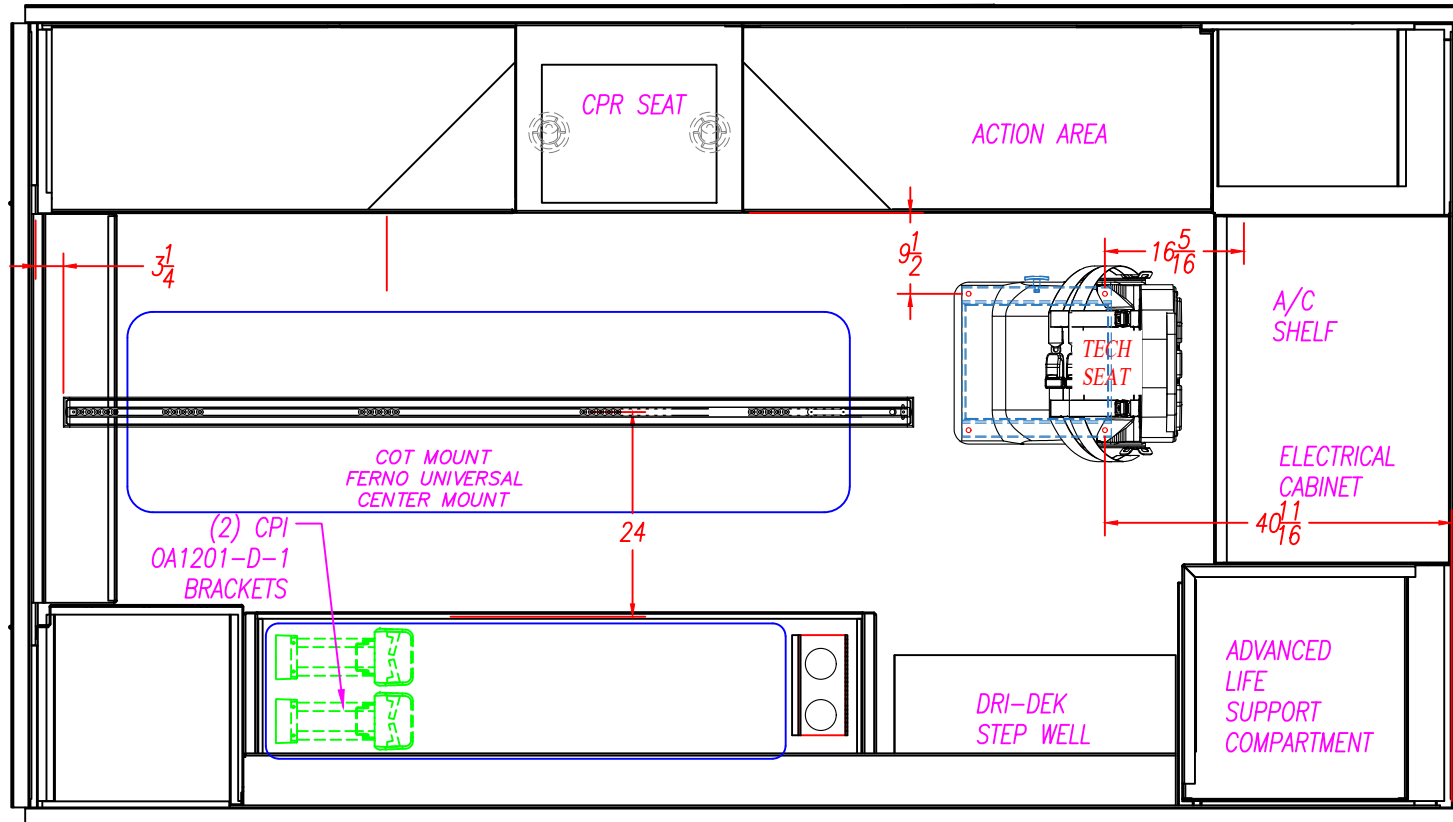 CPR SEAT
ACTION AREA
3 1/4
9 1/2
16 5/16
A/C
SHELF
TECH
SEAT
COT MOUNT
FERNO UNIVERSAL
CENTER MOUNT
ELECTRICAL
CABINET
(2) CPI
OA1201-D-1
BRACKETS
24
40 11/16
DRI-DEK
STEP WELL
ADVANCED
LIFE
SUPPORT
COMPARTMENT